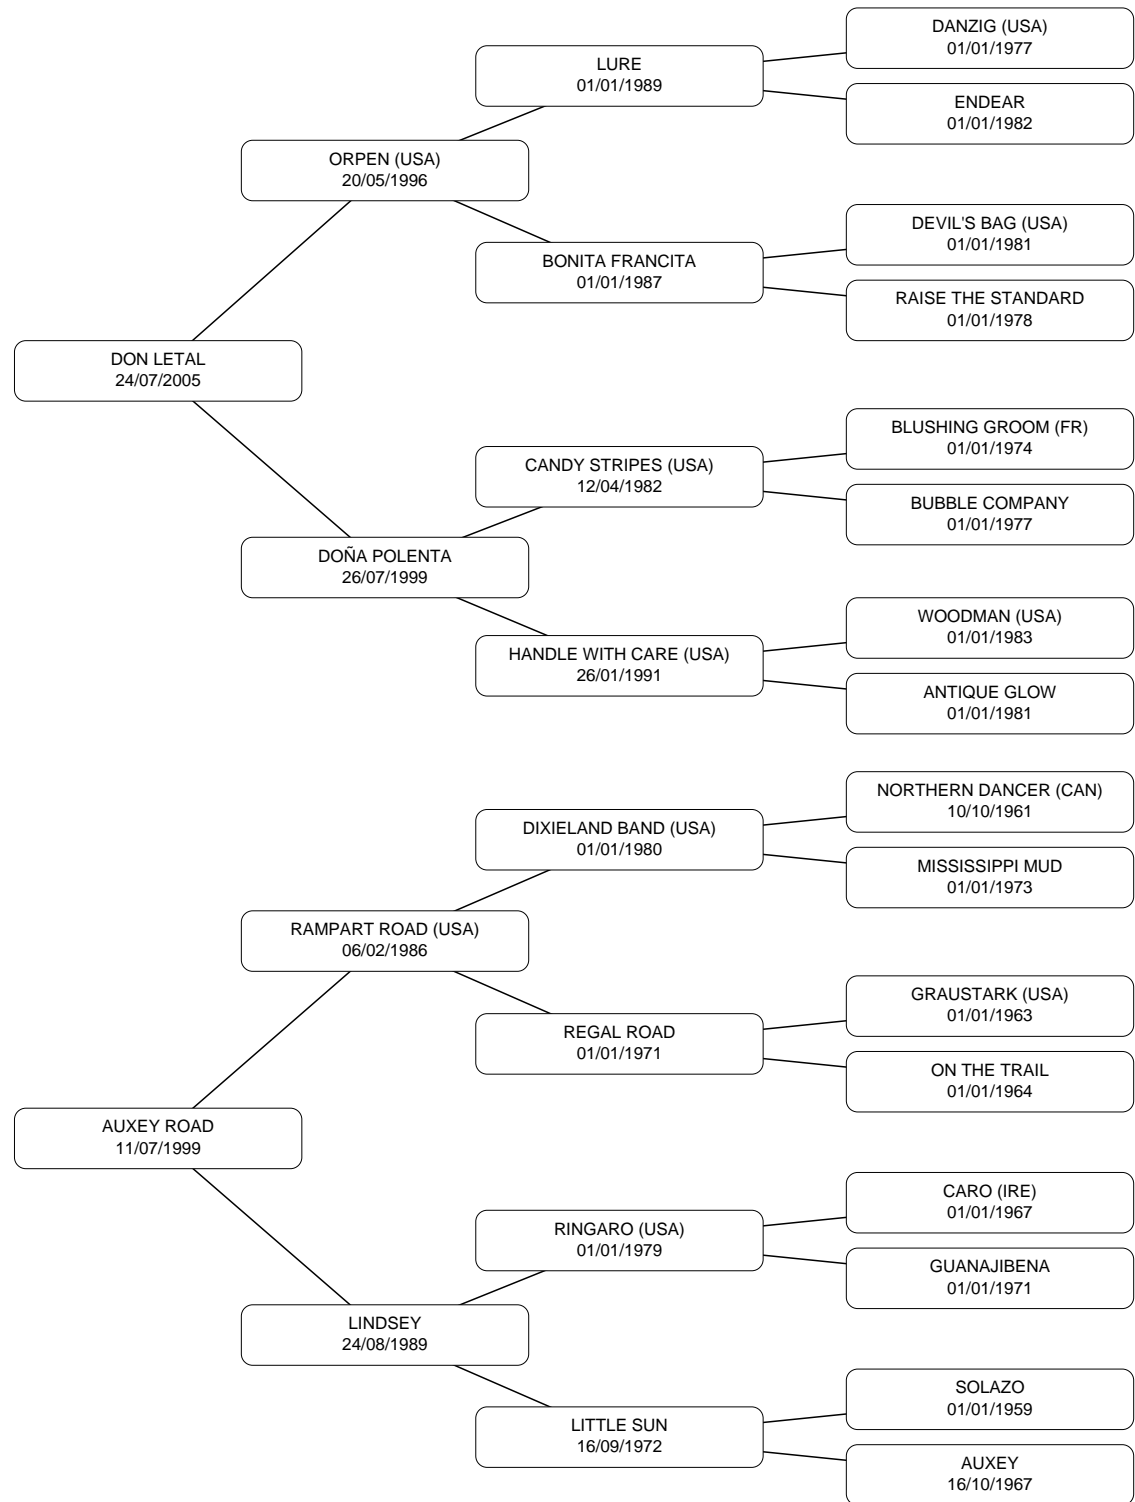 DANZIG (USA)
01/01/1977
LURE
01/01/1989
ENDEAR
01/01/1982
ORPEN (USA)
20/05/1996
DEVIL'S BAG (USA)
01/01/1981
BONITA FRANCITA
01/01/1987
RAISE THE STANDARD
01/01/1978
DON LETAL
24/07/2005
BLUSHING GROOM (FR)
01/01/1974
CANDY STRIPES (USA)
12/04/1982
BUBBLE COMPANY
01/01/1977
DOÑA POLENTA
26/07/1999
WOODMAN (USA)
01/01/1983
HANDLE WITH CARE (USA)
26/01/1991
ANTIQUE GLOW
01/01/1981
NORTHERN DANCER (CAN)
10/10/1961
DIXIELAND BAND (USA)
01/01/1980
MISSISSIPPI MUD
01/01/1973
RAMPART ROAD (USA)
06/02/1986
GRAUSTARK (USA)
01/01/1963
REGAL ROAD
01/01/1971
ON THE TRAIL
01/01/1964
AUXEY ROAD
11/07/1999
CARO (IRE)
01/01/1967
RINGARO (USA)
01/01/1979
GUANAJIBENA
01/01/1971
LINDSEY
24/08/1989
SOLAZO
01/01/1959
LITTLE SUN
16/09/1972
AUXEY
16/10/1967